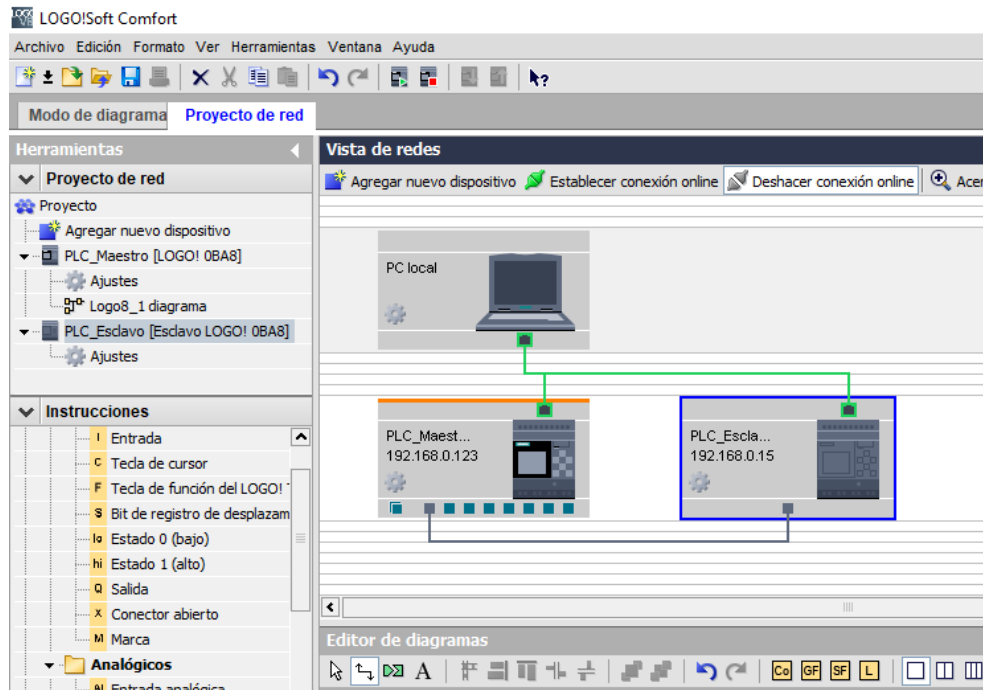 LOGO!Soft Comfort
Archivo Edición Formato Ver Herramientas Ventana Ayuda
Modo de diagrama Proyecto de red
Herramientas
Proyecto de red
Proyecto
Agregar nuevo dispositivo
PLC_Maestro [LOGO! 0BA8]
Ajustes
Logo8_1 diagrama
PLC_Esclavo [Esclavo LOGO! 0BA8]
Ajustes
Instrucciones
I Entrada
C Tecla de cursor
F Tecla de función del LOGO!
S Bit de registro de desplazam
lo Estado 0 (bajo)
hi Estado 1 (alto)
Q Salida
X Conector abierto
M Marca
Analógicos
AI Entrada analógica
Vista de redes
Agregar nuevo dispositivo Establecer conexión online Deshacer conexión online Acer
PC local
PLC_Maest...
192.168.0.123
PLC_Escla...
192.168.0.15
Editor de diagramas
A Co GF SF L